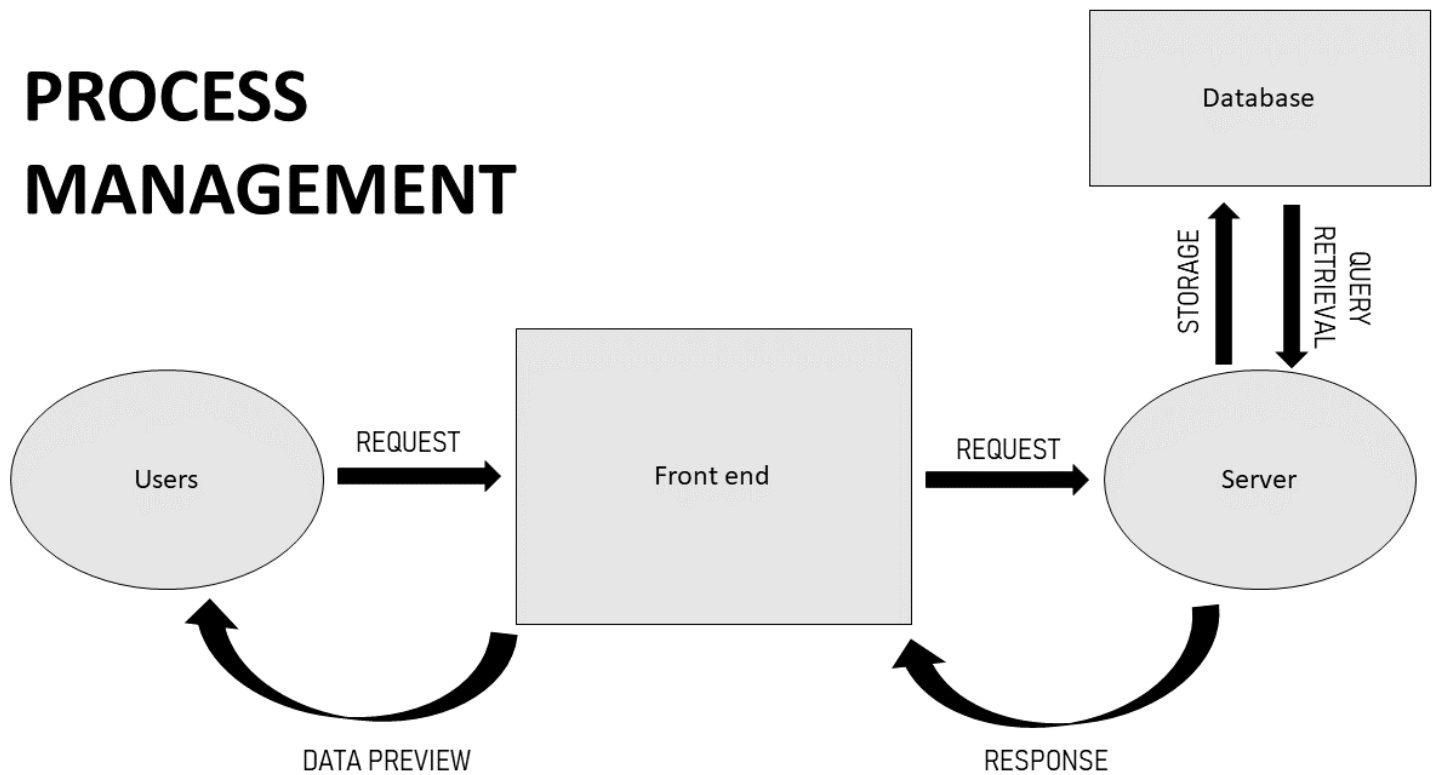 PROCESS
MANAGEMENT
Database
STORAGE
QUERY
RETRIEVAL
Users
REQUEST
Front end
REQUEST
Server
DATA PREVIEW
RESPONSE